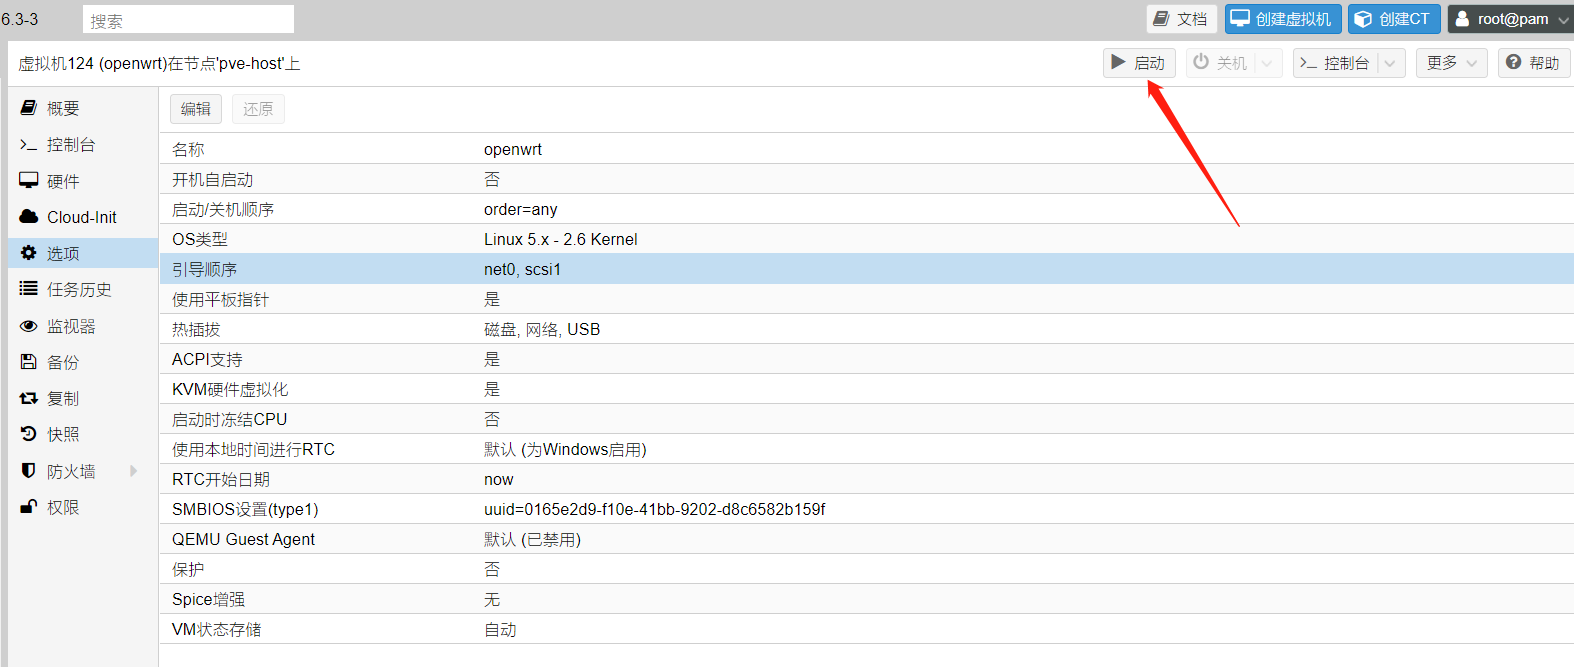 6.3-3 搜索 文档 创建虚拟机 创建CT root@pam
虚拟机124 (openwrt)在节点'pve-host'上 启动 关机 控制台 更多 帮助
概要
控制台
硬件
Cloud-Init
选项
任务历史
监视器
备份
复制
快照
防火墙
权限
编辑 还原
名称 openwrt
开机自启动 否
启动/关机顺序 order=any
OS类型 Linux 5.x - 2.6 Kernel
引导顺序 net0, scsi1
使用平板指针 是
热插拔 磁盘, 网络, USB
ACPI支持 是
KVM硬件虚拟化 是
启动时冻结CPU 否
使用本地时间进行RTC 默认 (为Windows启用)
RTC开始日期 now
SMBIOS设置(type1) uuid=0165e2d9-f10e-41bb-9202-d8c6582b159f
QEMU Guest Agent 默认 (已禁用)
保护 否
Spice增强 无
VM状态存储 自动